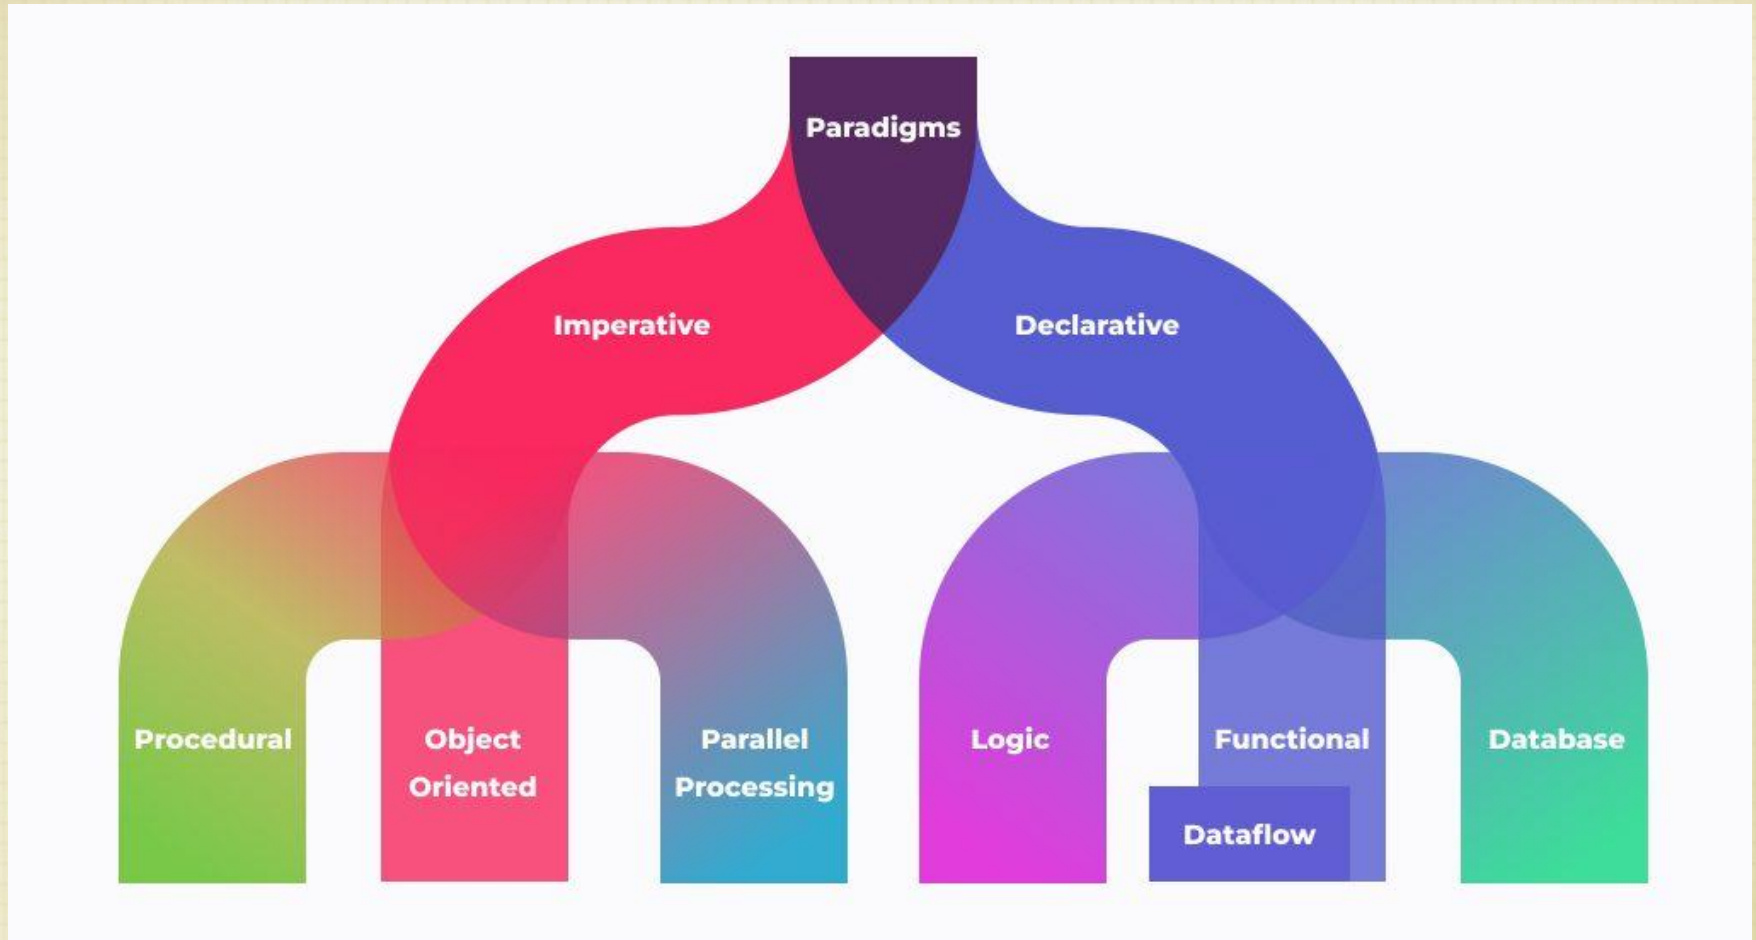 Paradigms
Imperative
Declarative
Procedural
Object
Oriented
Parallel
Processing
Logic
Functional
Dataflow
Database